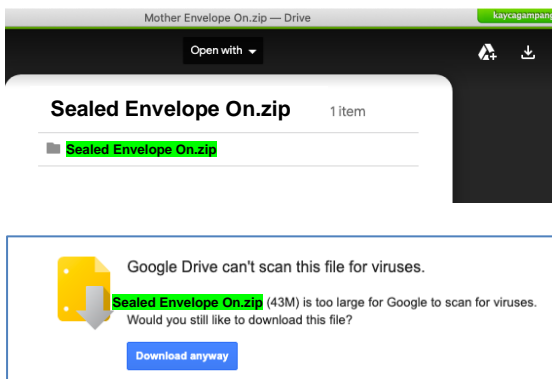 Mother Envelope On.zip — Drive
Open with
Sealed Envelope On.zip 1 item
Sealed Envelope On.zip
Google Drive can't scan this file for viruses.
Sealed Envelope On.zip (43M) is too large for Google to scan for viruses.
Would you still like to download this file?
Download anyway